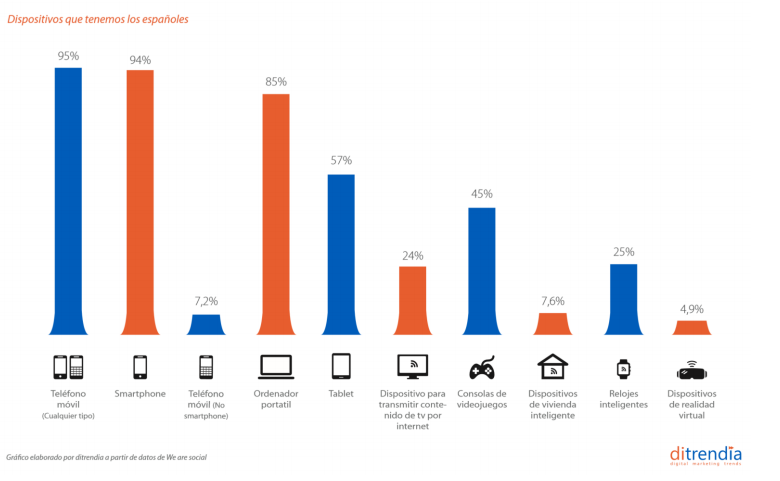 Dispositivos que tenemos los españoles
95%
94%
7,2%
85%
57%
24%
45%
7,6%
25%
4,9%
Teléfono
móvil
(Cualquier tipo)
Smartphone
Teléfono
móvil (No
smartphone)
Ordenador
portatil
Tablet
Dispositivo para
transmitir conte-
nido de tv por
internet
Consolas de
videojuegos
Dispositivos
de vivienda
inteligente
Relojes
inteligentes
Dispositivos
de realidad
virtual
Gráfico elaborado por ditrendia a partir de datos de We are social
ditrendia
digital marketing trends